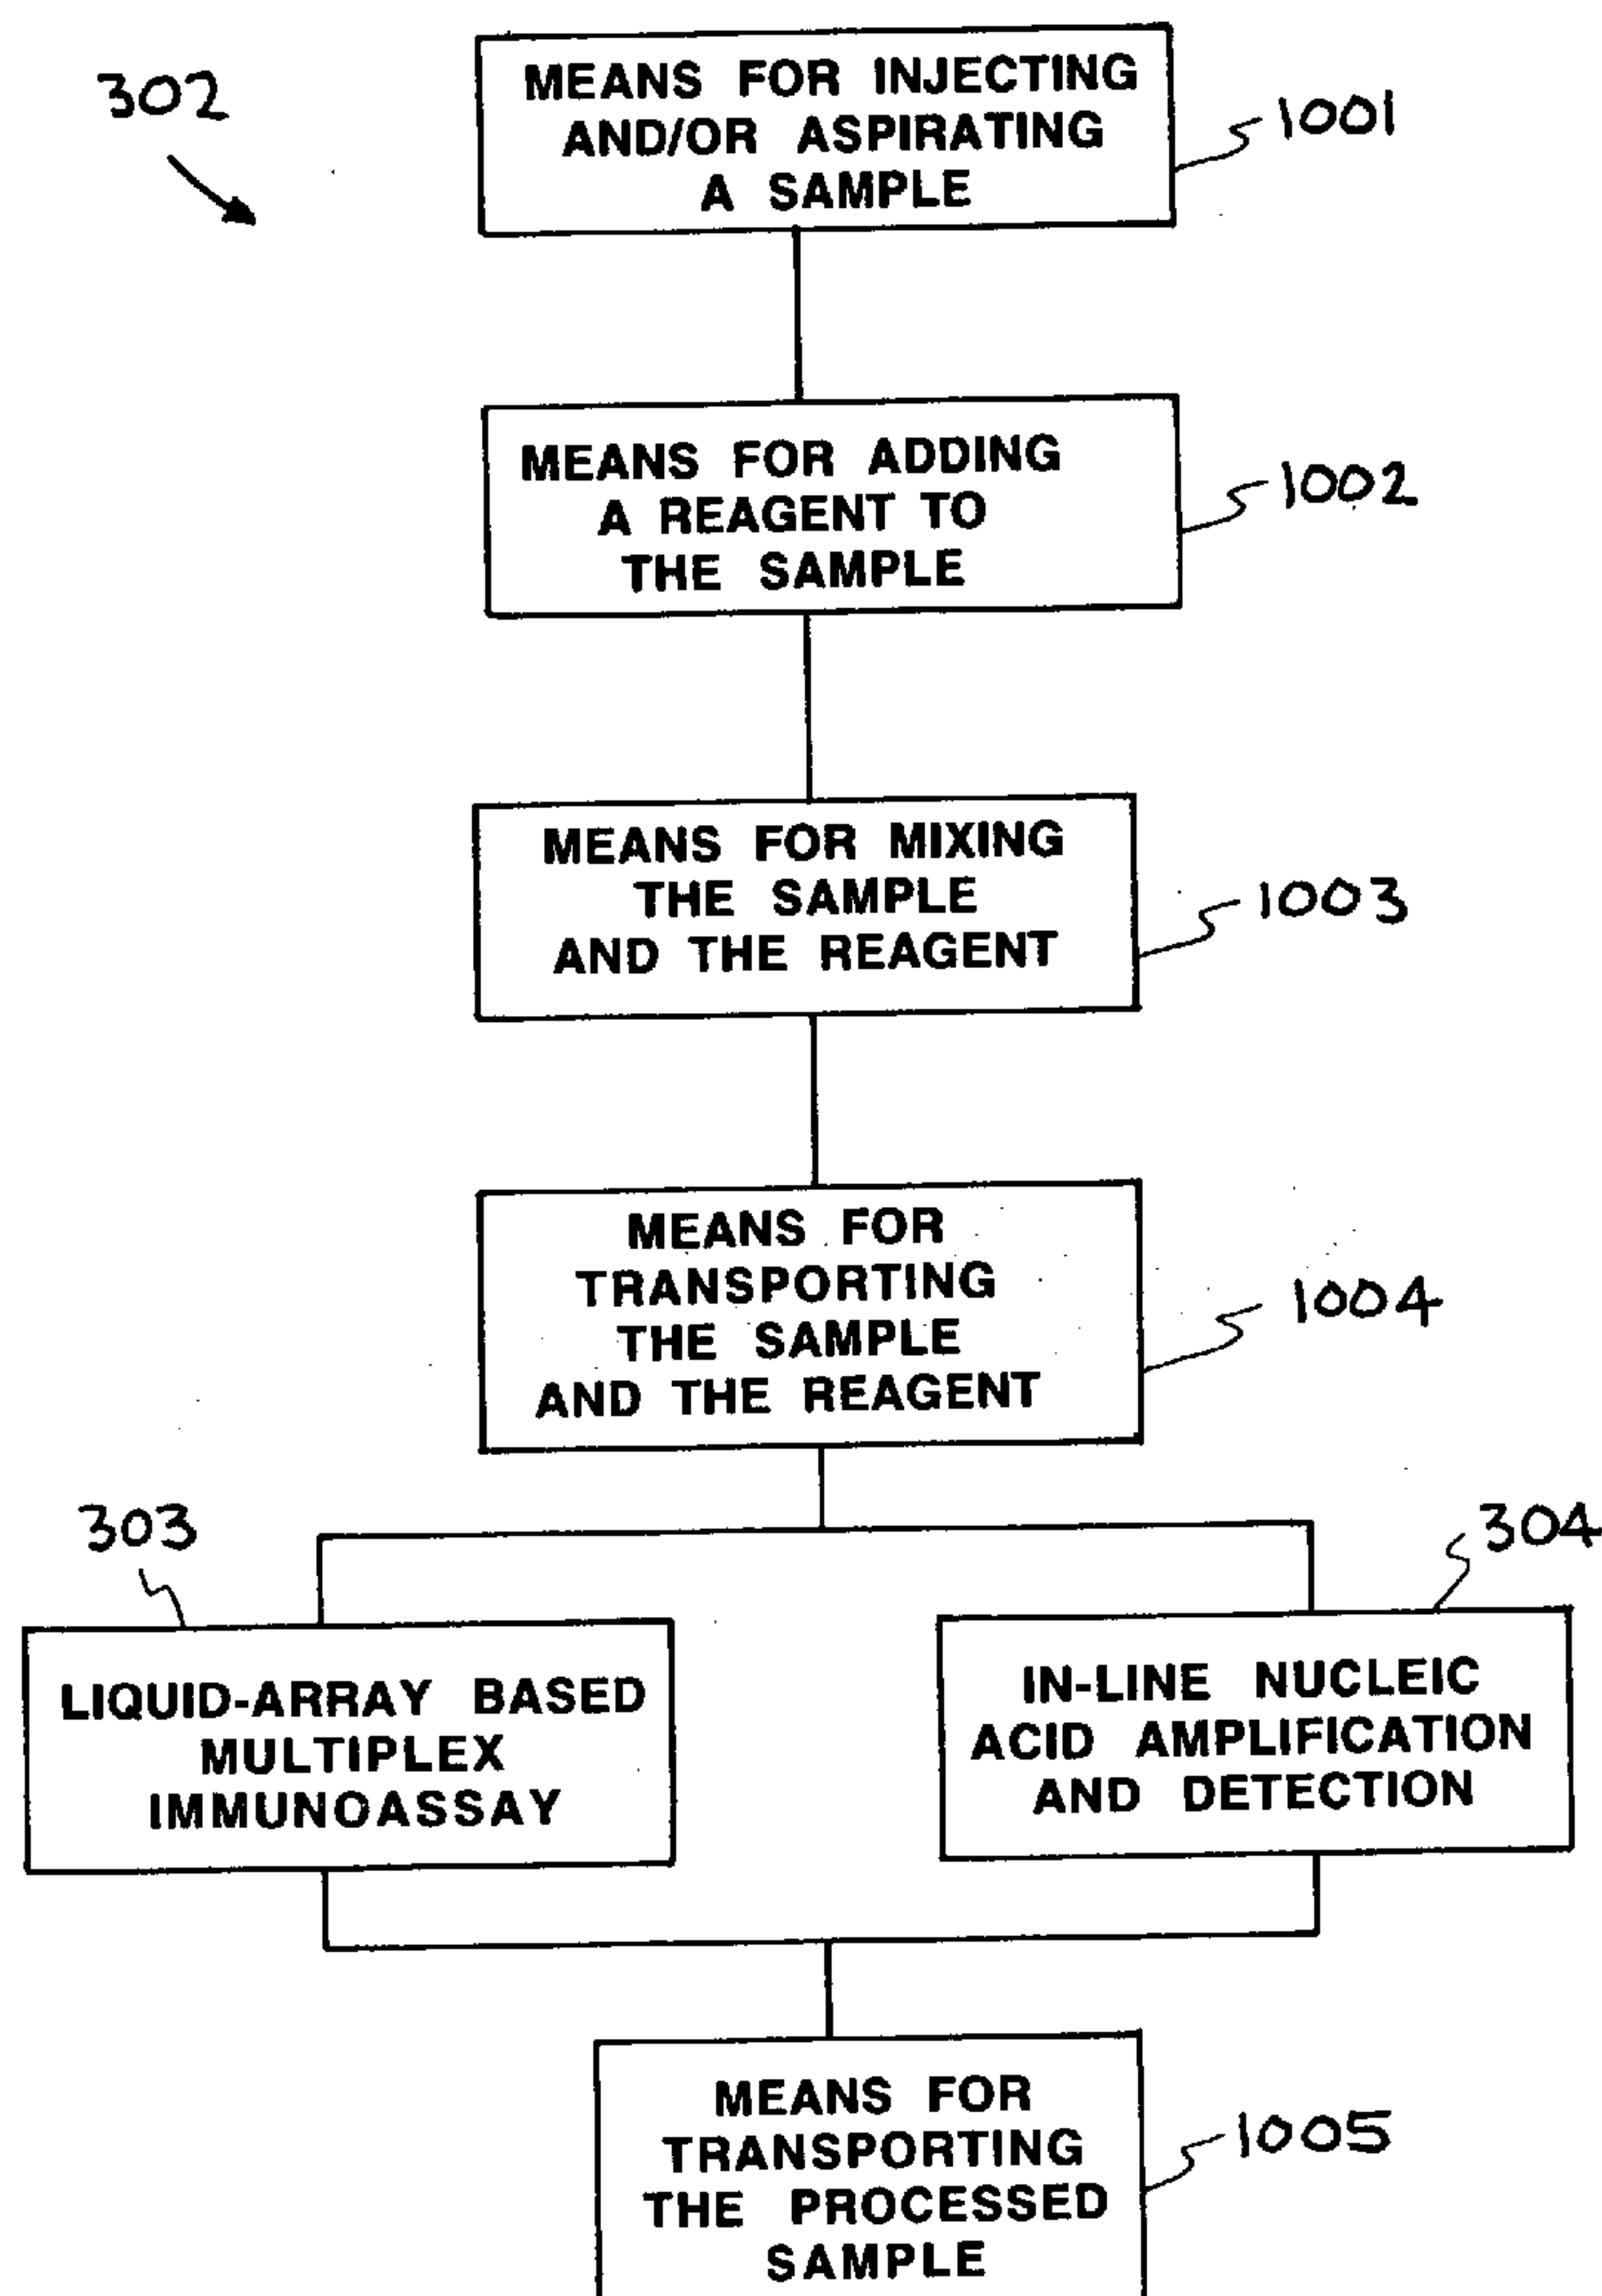 302
MEANS FOR INJECTING
AND/OR ASPIRATING
A SAMPLE
1001
MEANS FOR ADDING
A REAGENT TO
THE SAMPLE
1002
MEANS FOR MIXING
THE SAMPLE
AND THE REAGENT
1003
MEANS FOR
TRANSPORTING
THE SAMPLE
AND THE REAGENT
1004
303
304
LIQUID-ARRAY BASED
MULTIPLEX
IMMUNOASSAY
IN-LINE NUCLEIC
ACID AMPLIFICATION
AND DETECTION
MEANS FOR
TRANSPORTING
THE PROCESSED
SAMPLE
1005